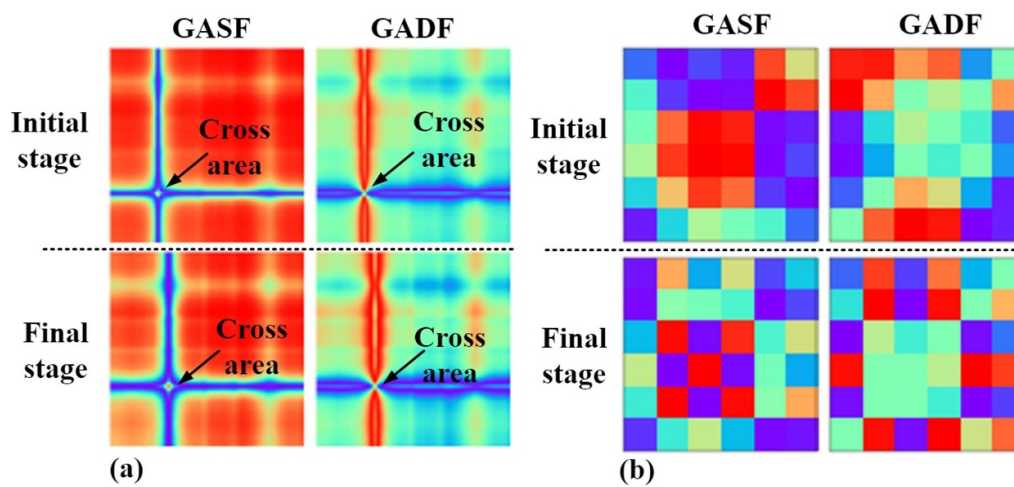 GASF GADF
Initial
stage
Cross
area
Cross
area
Final
stage
Cross
area
Cross
area
(a)
GASF GADF
Initial
stage
Final
stage
(b)